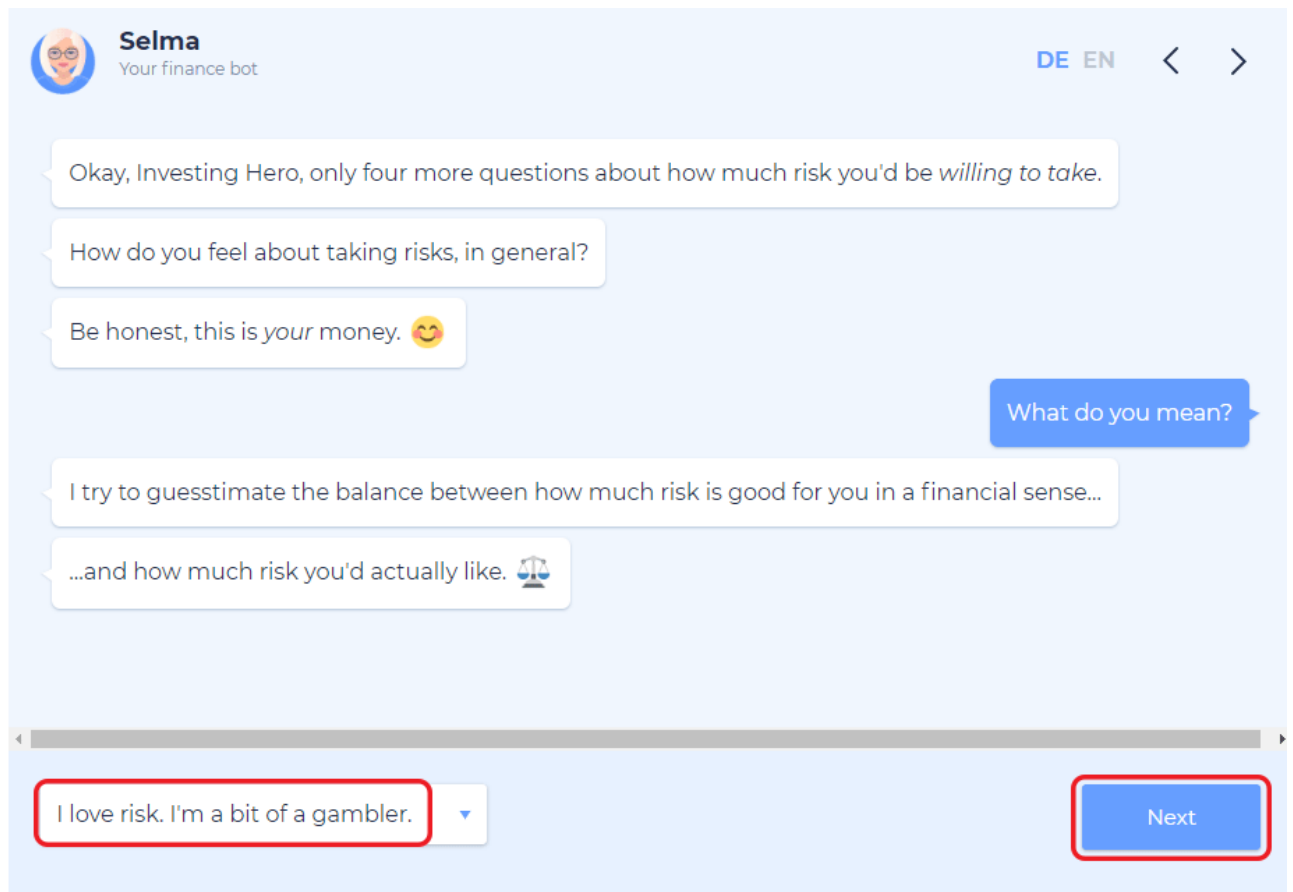 Selma
Your finance bot
DE EN
Okay, Investing Hero, only four more questions about how much risk you'd be willing to take.
How do you feel about taking risks, in general?
Be honest, this is your money. 😊
What do you mean?
I try to guesstimate the balance between how much risk is good for you in a financial sense...
...and how much risk you'd actually like. ⚖️
I love risk. I'm a bit of a gambler.
Next